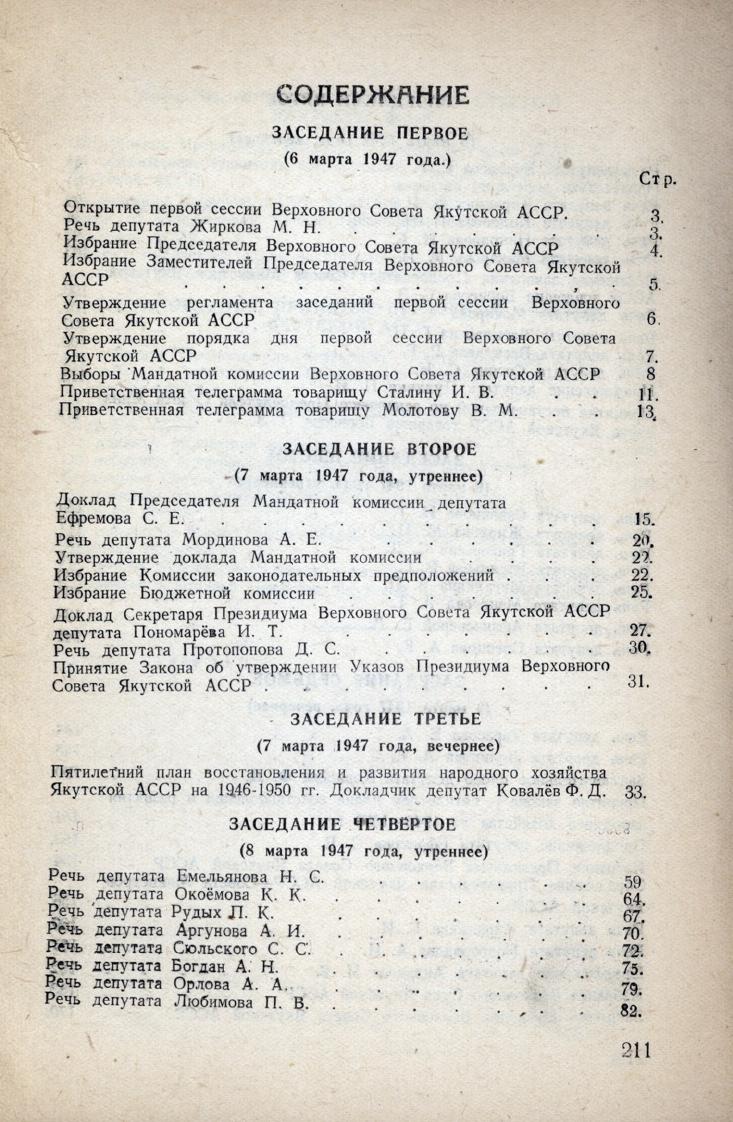 СОДЕРЖАНИЕ
ЗАСЕДАНИЕ ПЕРВОЕ
(6 марта 1947 года.)
Стр.
Открытие первой сессии Верховного Совета Якутской АССР. 3.
Речь депутата Жиркова М. Н. . . . . . . . 3.
Избрание Председателя Верховного Совета Якутской АССР 4.
Избрание Заместителей Председателя Верховного Совета Якутской
АССР . . . . . . . . . . . . 5.
Утверждение регламента заседаний первой сессии Верховного
Совета Якутской АССР 6.
Утверждение порядка дня первой сессии Верховного Совета
Якутской АССР 7.
Выборы Мандатной комиссии Верховного Совета Якутской АССР 8
Приветственная телеграмма товарищу Сталину И. В. . . . 11.
Приветственная телеграмма товарищу Молотову В. М. . . . 13.
ЗАСЕДАНИЕ ВТОРОЕ
(7 марта 1947 года, утреннее)
Доклад Председателя Мандатной комиссии депутата
Ефремова С. Е. . . . . . . . . . . . 15.
Речь депутата Мординова А. Е. . . . . . . . 20.
Утверждение доклада Мандатной комиссии . . . . . 22.
Избрание Комиссии законодательных предположений . . . 22.
Избрание Бюджетной комиссии . . . . . . . 25.
Доклад Секретаря Президиума Верховного Совета Якутской АССР
депутата Пономарёва И. Т. . . . . . . . 27.
Речь депутата Протопопова Д. С. . . . . . . 30.
Принятие Закона об утверждении Указов Президиума Верховного
Совета Якутской АССР . . . . . . . . . 31.
ЗАСЕДАНИЕ ТРЕТЬЕ
(7 марта 1947 года, вечернее)
Пятилетний план восстановления и развития народного хозяйства
Якутской АССР на 1946-1950 гг. Докладчик депутат Ковалёв Ф. Д. 33.
ЗАСЕДАНИЕ ЧЕТВЕРТОЕ
(8 марта 1947 года, утреннее)
Речь депутата Емельянова Н. С. 59
Речь депутата Окоёмова К. К. . . . . . . . 64.
Речь депутата Рудых П. К. . . . . . . . . 67.
Речь депутата Аргунова А. И. . . . . . . . 70.
Речь депутата Сюльского С. С. . . . . . . . 72.
Речь депутата Богдан А. Н. . . . . . . . . 75.
Речь депутата Орлова А. А. . . . . . . . . 79.
Речь депутата Любимова П. В. . . . . . . . 82.
211